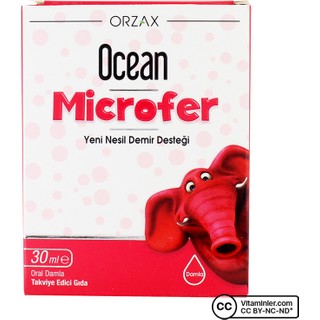 ORZAX
Ocean
Microfer
Yeni Nesil Demir Desteği
30 ml e
Oral Damla
Takviye Edici Gıda
Damla
CC
Vitaminler.com
CC BY-NC-ND*